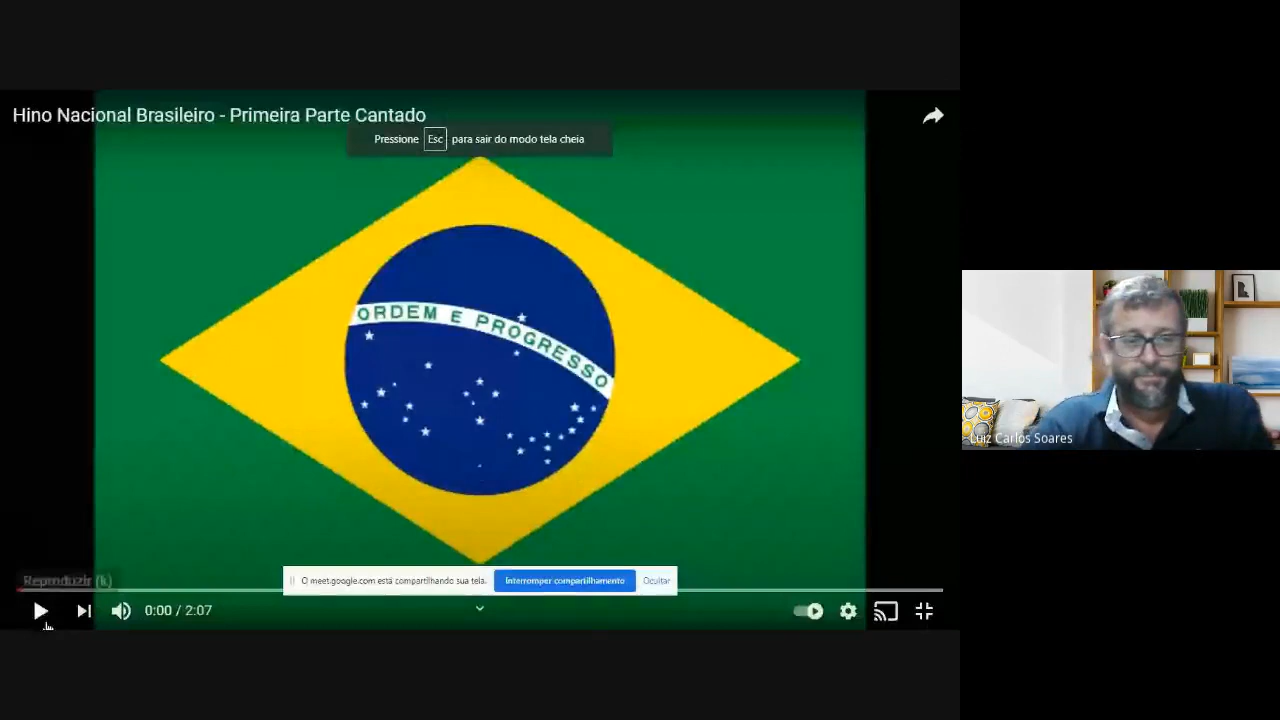 Hino Nacional Brasileiro - Primeira Parte Cantado
Pressione Esc para sair do modo tela cheia
ORDEM E PROGRESSO
Luiz Carlos Soares
Reproduzir (k)
O meet.google.com está compartilhando sua tela.
Interromper compartilhamento
Ocultar
0:00 / 2:07